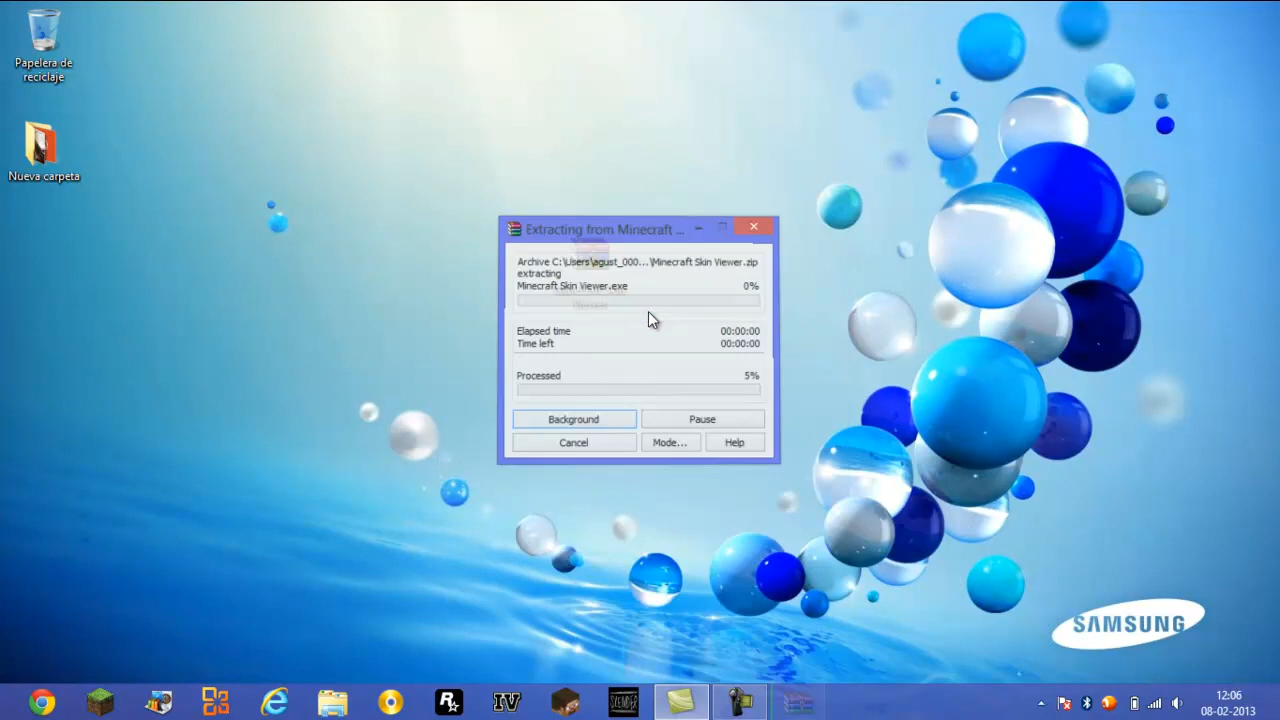 Papelera de
reciclaje
Nueva carpeta
Extracting from Minecraft ...
Archive C:\Users\agust_000...\Minecraft Skin Viewer.zip
extracting
Minecraft Skin Viewer.exe 0%
Elapsed time 00:00:00
Time left 00:00:00
Processed 5%
Background Pause
Cancel Mode... Help
SAMSUNG
R
IV
SLENDER
12:06
08-02-2013